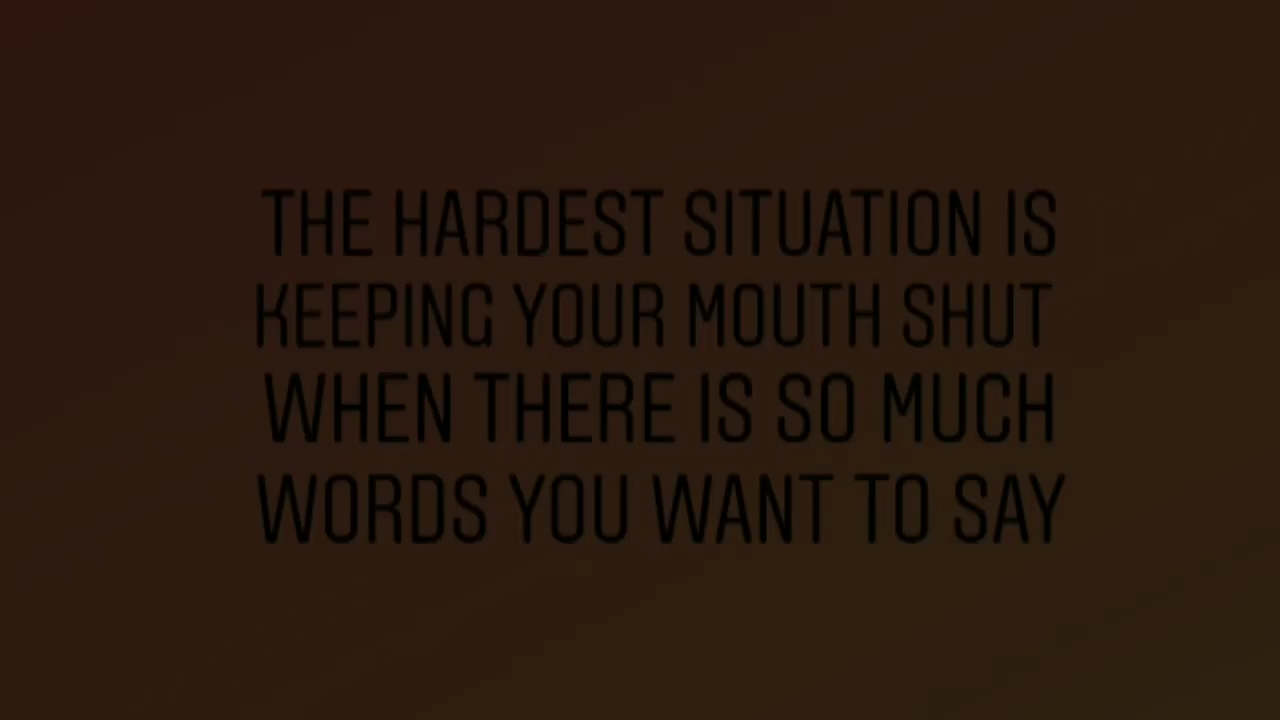 THE HARDEST SITUATION IS
KEEPING YOUR MOUTH SHUT
WHEN THERE IS SO MUCH
WORDS YOU WANT TO SAY